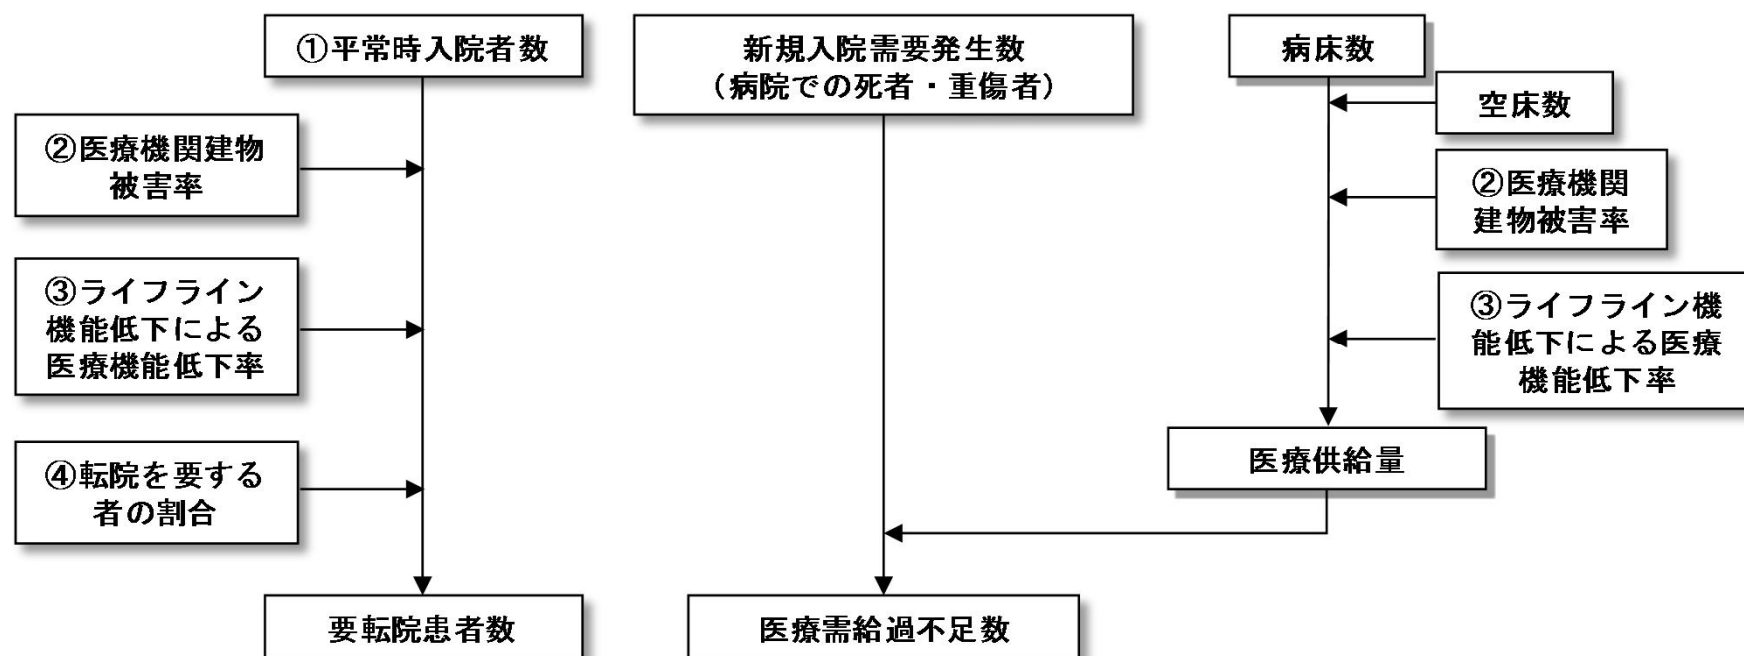 ①平常時入院者数
新規入院需要発生数
（病院での死者・重傷者）
病床数
空床数
②医療機関建物
被害率
②医療機関
建物被害率
③ライフライン
機能低下による
医療機能低下率
③ライフライン機
能低下による医療
機能低下率
④転院を要する
者の割合
医療供給量
要転院患者数
医療需給過不足数